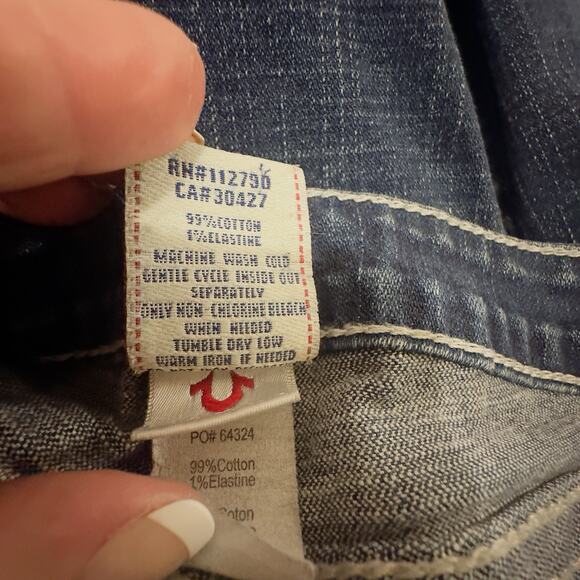 RN#112790
CA#30427
99%COTTON
1%ELASTINE
MACHINE WASH COLD
GENTLE CYCLE INSIDE OUT
SEPARATELY
ONLY NON-CHLORINE BLEACH
WHEN NEEDED
TUMBLE DRY LOW
WARM IRON IF NEEDED
PO# 64324
99%Cotton
1%Elastine